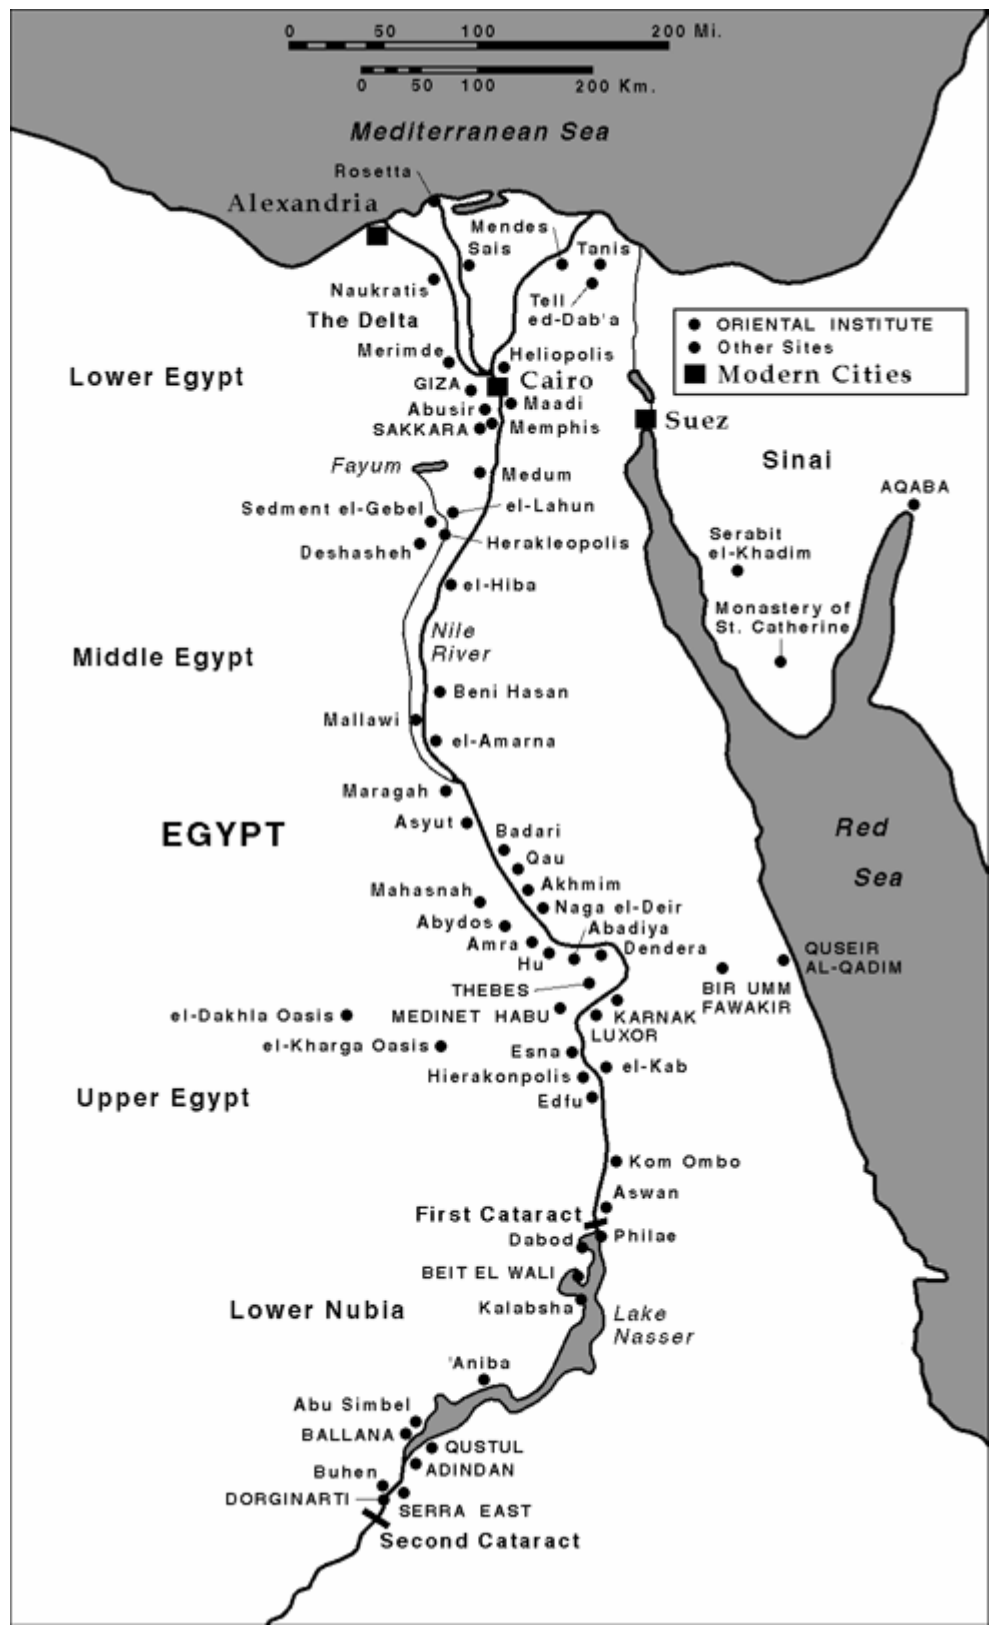 0 50 100 200 Mi.
0 50 100 200 Km.
Mediterranean Sea
Rosetta
Alexandria
Mendes
Sais
Tanis
Naukratis
Tell
ed-Dab'a
The Delta
ORIENTAL INSTITUTE
Other Sites
Modern Cities
Merimde
Heliopolis
Lower Egypt
GIZA
Cairo
Abusir
Maadi
SAKKARA
Memphis
Suez
Sinai
Fayum
Medum
AQABA
Sedment el-Gebel
el-Lahun
Serabit
el-Khadim
Deshasheh
Herakleopolis
el-Hiba
Monastery of
St. Catherine
Nile
River
Middle Egypt
Beni Hasan
Mallawi
el-Amarna
Maragah
EGYPT
Asyut
Badari
Red
Sea
Qau
Mahasnah
Akhmim
Naga el-Deir
Abydos
Abadiya
Amra
Dendera
Hu
QUSEIR
AL-QADIM
THEBES
BIR UMM
FAWAKIR
el-Dakhla Oasis
MEDINET HABU
KARNAK
LUXOR
el-Kharga Oasis
Esna
el-Kab
Hierakonpolis
Upper Egypt
Edfu
Kom Ombo
Aswan
First Cataract
Philae
Dabod
BEIT EL WALI
Lower Nubia
Kalabsha
Lake
Nasser
'Aniba
Abu Simbel
BALLANA
QUSTUL
ADINDAN
Buhen
DORGINARTI
SERRA EAST
Second Cataract